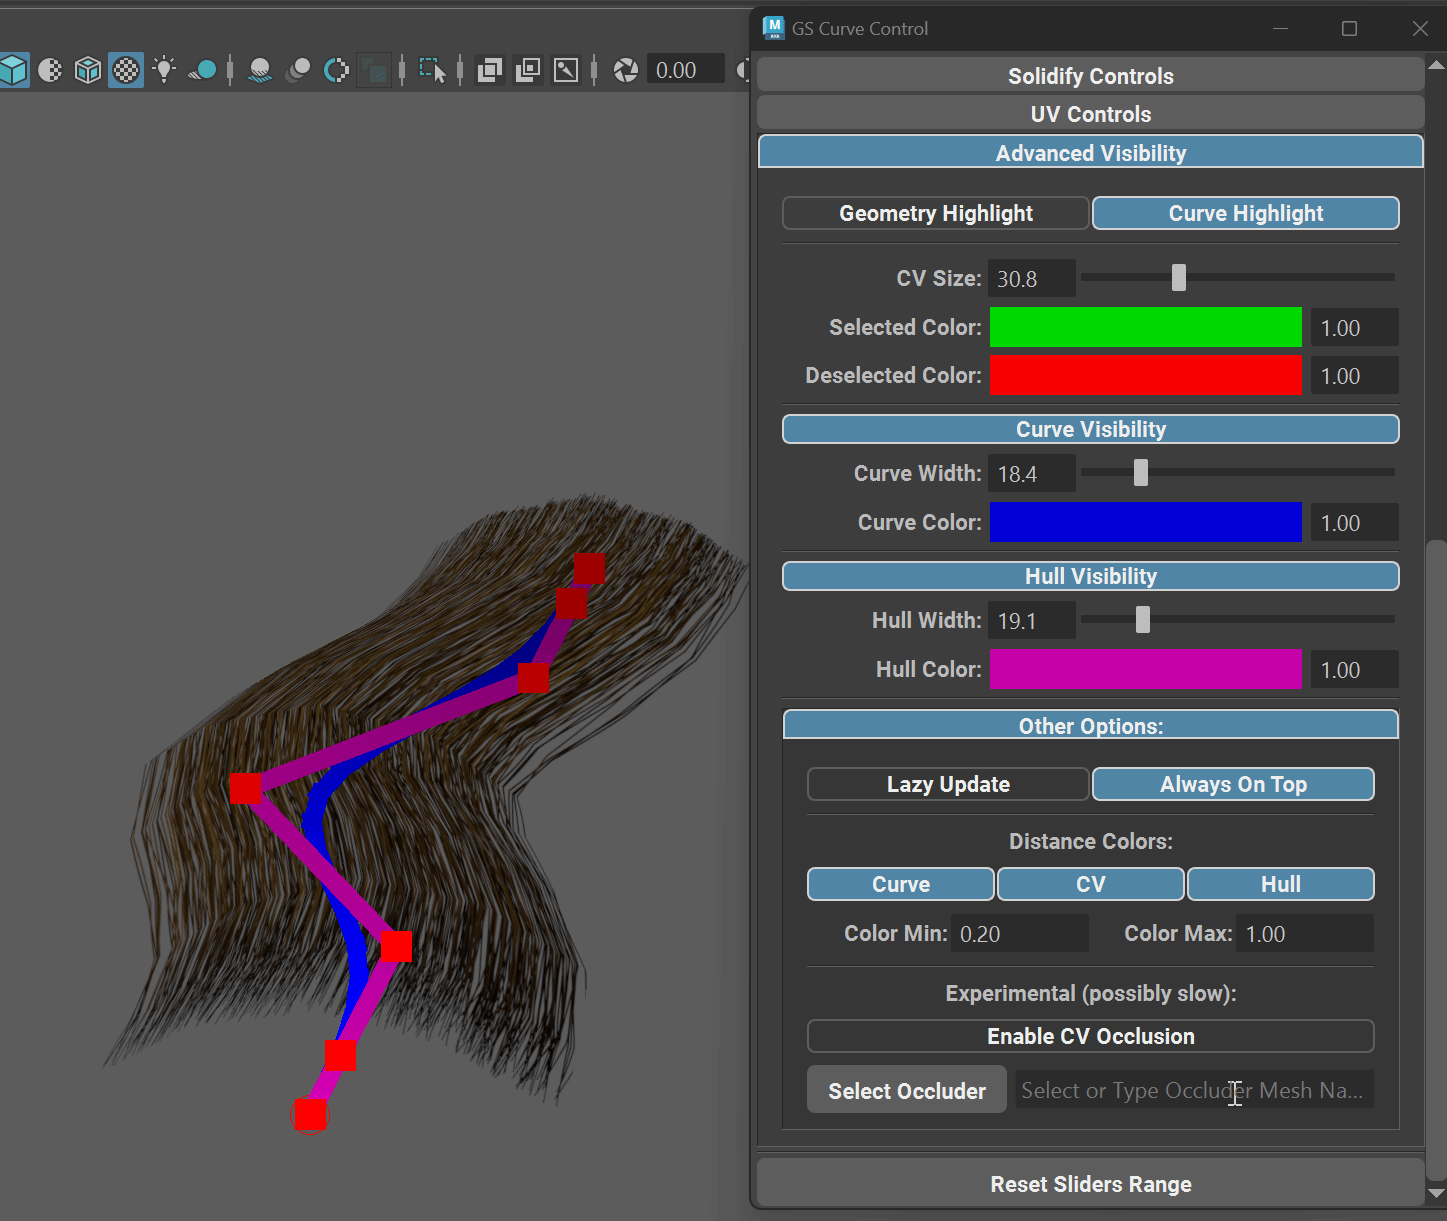 GS Curve Control
0.00
Solidify Controls
UV Controls
Advanced Visibility
Geometry Highlight Curve Highlight
CV Size: 30.8
Selected Color: 1.00
Deselected Color: 1.00
Curve Visibility
Curve Width: 18.4
Curve Color: 1.00
Hull Visibility
Hull Width: 19.1
Hull Color: 1.00
Other Options:
Lazy Update Always On Top
Distance Colors:
Curve CV Hull
Color Min: 0.20 Color Max: 1.00
Experimental (possibly slow):
Enable CV Occlusion
Select Occluder Select or Type Occluder Mesh Na...
Reset Sliders Range